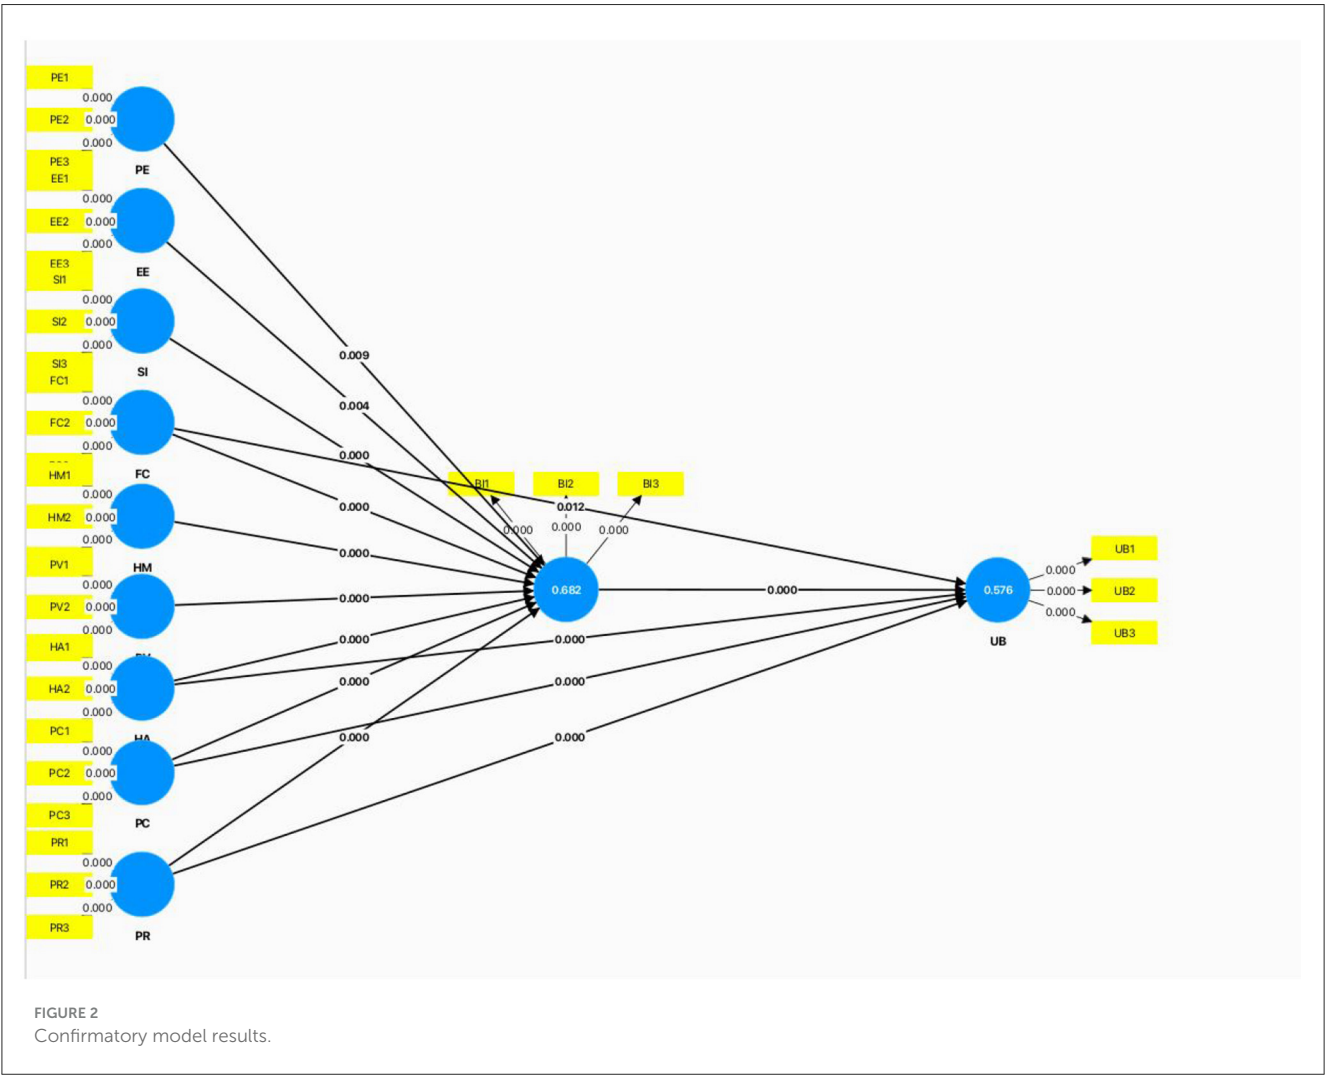 PE1
0.000
PE2 0.000
0.000
PE3
PE
EE1
0.000
EE2 0.000
0.000
EE3
EE
SI1
0.000
SI2 0.000
0.000
SI3
SI
FC1
0.000
FC2 0.000
0.000
FC
HM1
0.000
HM2 0.000
0.000
HM
PV1
0.000
PV2 0.000
0.000
HA1
0.000
HA2 0.000
0.000
HA
PC1
0.000
PC2 0.000
0.000
PC3
PC
PR1
0.000
PR2 0.000
0.000
PR3
PR
0.009
0.004
0.000
0.000
0.000
0.000
0.000
0.000
0.000
BI1 BI2 BI3
0.012
0.000 0.000 0.000
0.682
0.000
0.000
0.000
0.000
0.576
UB
0.000 UB1
0.000 UB2
0.000 UB3
FIGURE 2
Confirmatory model results.